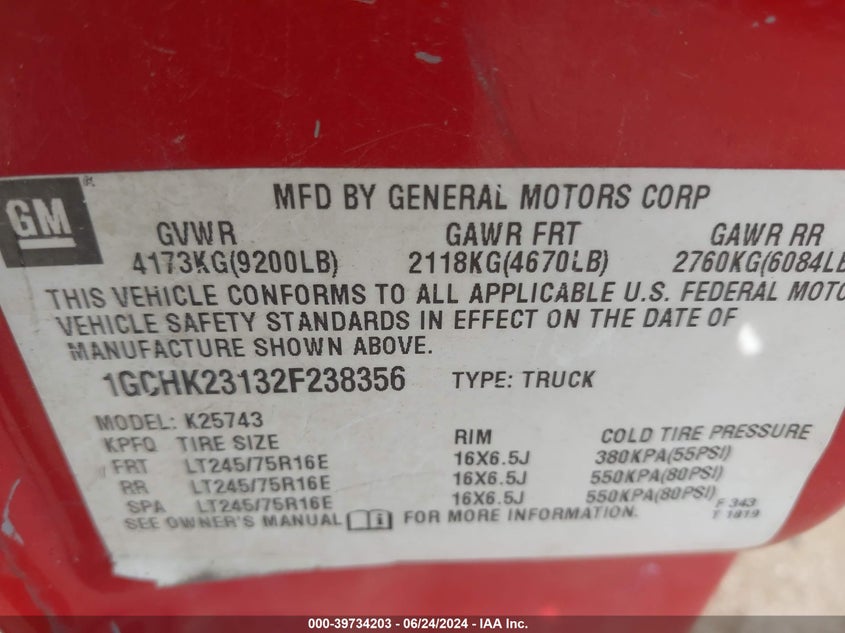 GM
MFD BY GENERAL MOTORS CORP
GVWR GAWR FRT GAWR RR
4173KG(9200LB) 2118KG(4670LB) 2760KG(6084LB
THIS VEHICLE CONFORMS TO ALL APPLICABLE U.S. FEDERAL MOTO
VEHICLE SAFETY STANDARDS IN EFFECT ON THE DATE OF
MANUFACTURE SHOWN ABOVE.
1GCHK23132F238356 TYPE: TRUCK
MODEL: K25743
KPFQ TIRE SIZE RIM COLD TIRE PRESSURE
FRT LT245/75R16E 16X6.5J 380KPA(55PSI)
RR LT245/75R16E 16X6.5J 550KPA(80PSI)
SPA LT245/75R16E 16X6.5J 550KPA(80PSI)
SEE OWNER'S MANUAL FOR MORE INFORMATION.
F 343
T 1819
000-39734203 - 06/24/2024 - IAA Inc.